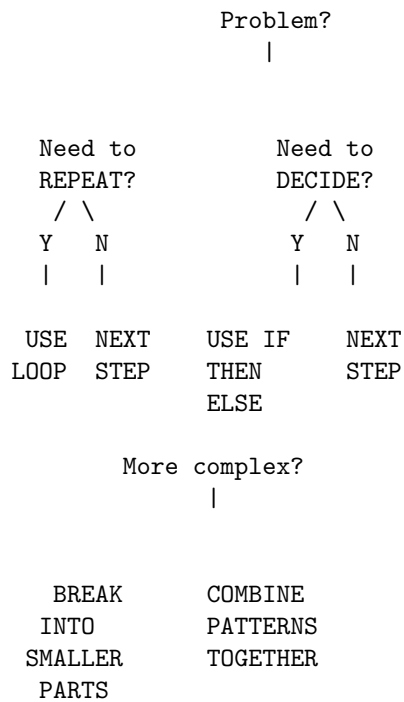 Problem?
|
Need to Need to
REPEAT? DECIDE?
/ \ / \
Y N Y N
| | | |
USE NEXT USE IF NEXT
LOOP STEP THEN STEP
ELSE
More complex?
|
BREAK COMBINE
INTO PATTERNS
SMALLER TOGETHER
PARTS